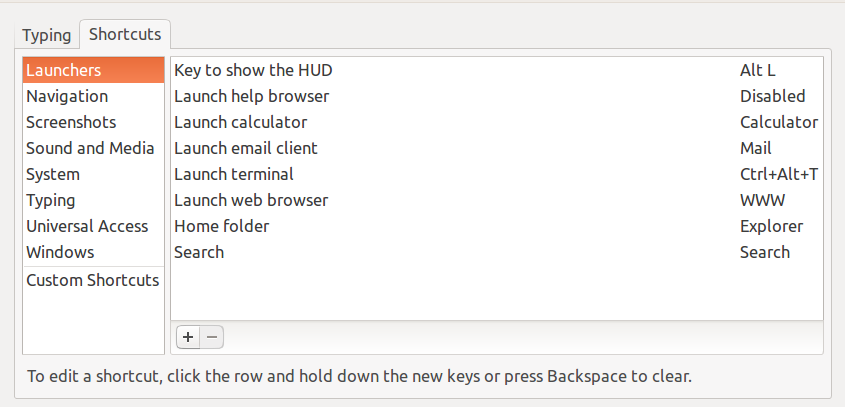 Typing Shortcuts
Launchers Key to show the HUD Alt L
Navigation Launch help browser Disabled
Screenshots Launch calculator Calculator
Sound and Media Launch email client Mail
System Launch terminal Ctrl+Alt+T
Typing Launch web browser WWW
Universal Access Home folder Explorer
Windows Search Search
Custom Shortcuts
+ −
To edit a shortcut, click the row and hold down the new keys or press Backspace to clear.